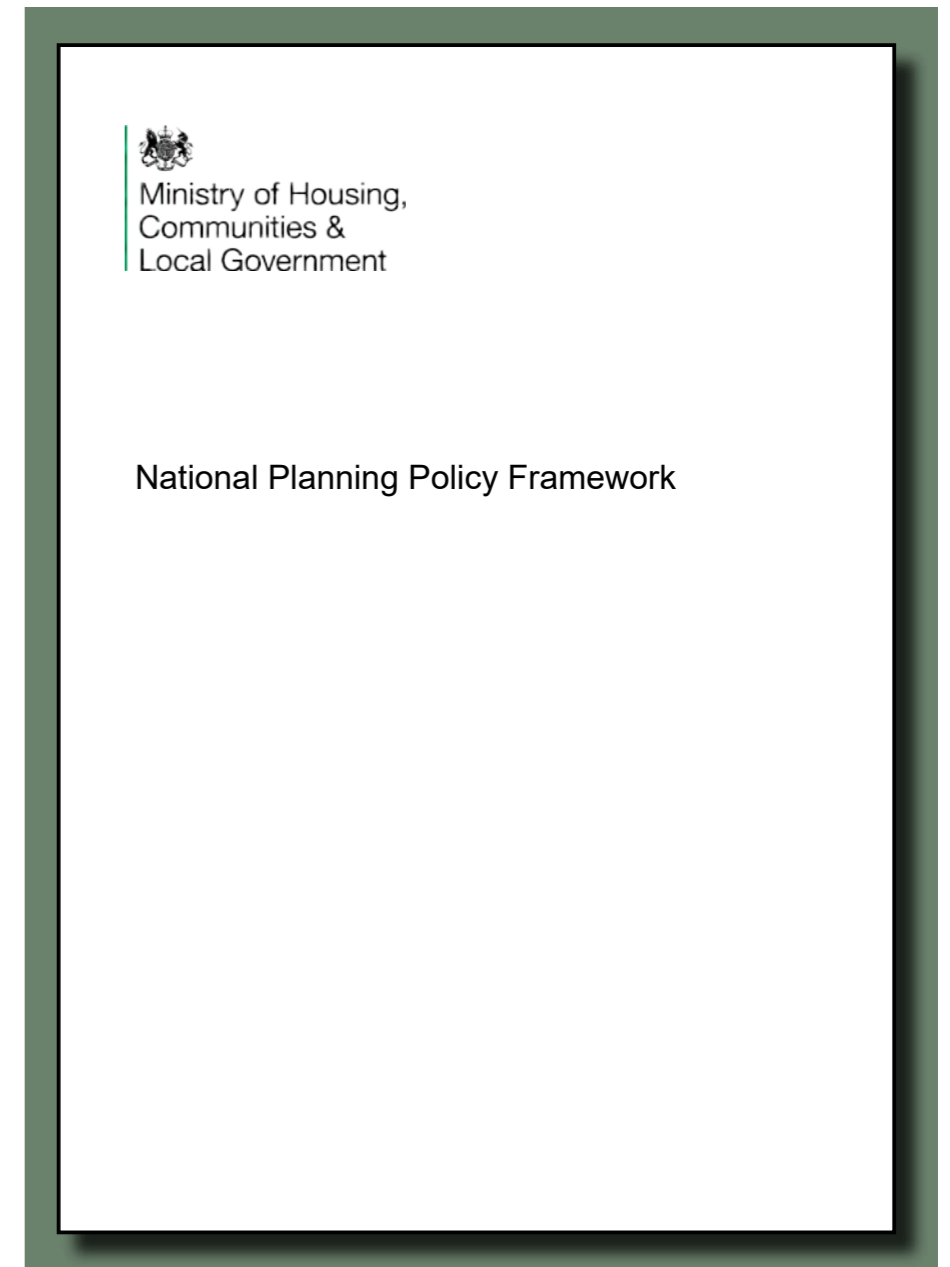 Ministry of Housing,
Communities &
Local Government
National Planning Policy Framework